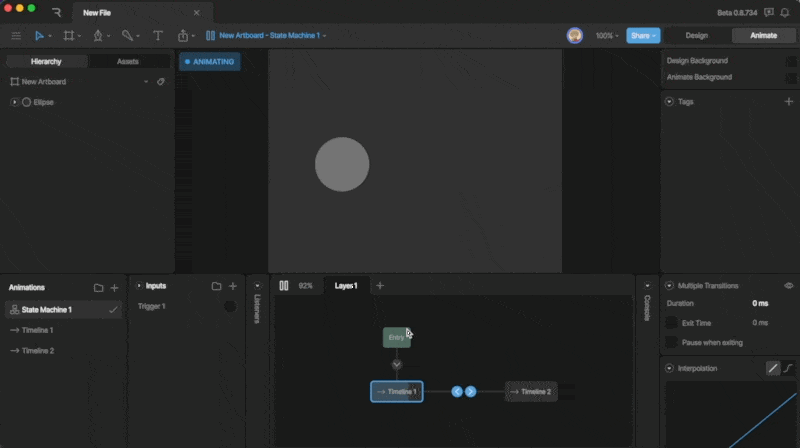 New File
Beta 0.8.734
New Artboard - State Machine 1
100%
Share
Design
Animate
Hierarchy
Assets
ANIMATING
Design Background
New Artboard
Animate Background
Ellipse
Tags
Animations
Inputs
92%
Layer 1
Multiple Transitions
State Machine 1
Trigger 1
Listeners
Console
Duration
0 ms
Timeline 1
Exit Time
0 ms
Timeline 2
Entry
Pause when exiting
Interpolation
Timeline 1
Timeline 2